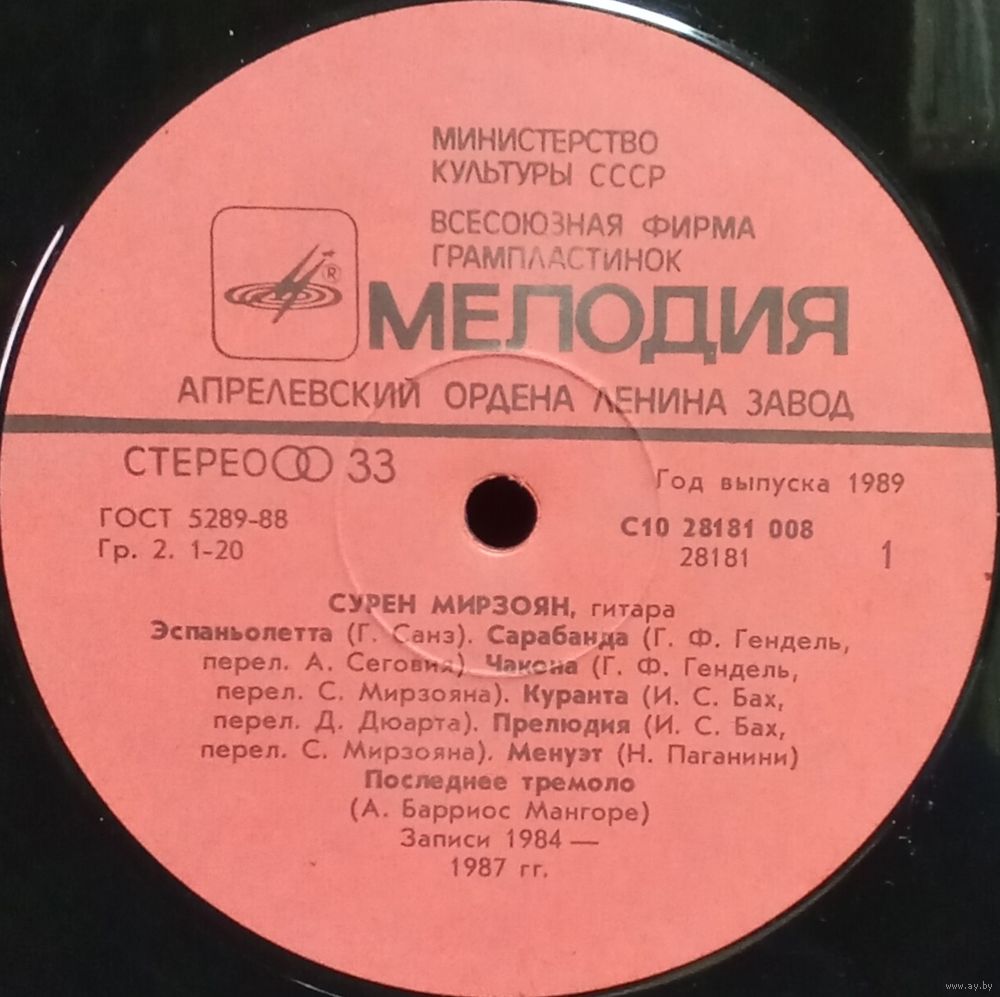 МИНИСТЕРСТВО
КУЛЬТУРЫ СССР
ВСЕСОЮЗНАЯ ФИРМА
ГРАМПЛАСТИНОК
®
МЕЛОДИЯ
АПРЕЛЕВСКИЙ ОРДЕНА ЛЕНИНА ЗАВОД
СТЕРЕО 33
Год выпуска 1989
ГОСТ 5289-88
Гр. 2. 1-20
С10 28181 008
28181
1
СУРЕН МИРЗОЯН, гитара
Эспаньолетта (Г. Санз). Сарабанда (Г. Ф. Гендель,
перел. А. Сеговия). Чакона (Г. Ф. Гендель,
перел. С. Мирзояна). Куранта (И. С. Бах,
перел. Д. Дюарта). Прелюдия (И. С. Бах,
перел. С. Мирзояна). Менуэт (Н. Паганини)
Последнее тремоло
(А. Барриос Мангоре)
Записи 1984 —
1987 гг.
www.ay.by